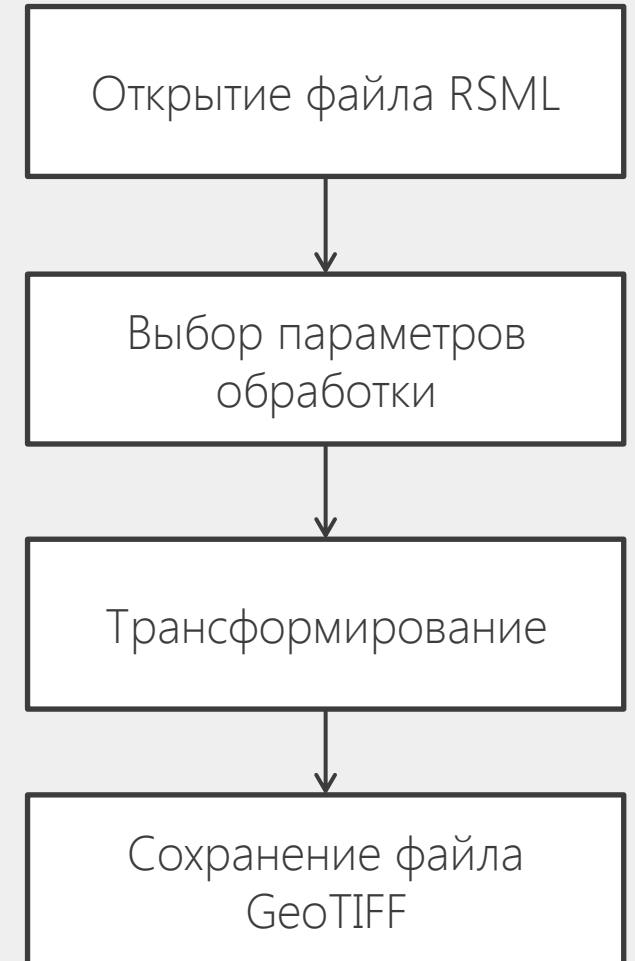 Открытие файла RSML
Выбор параметров
обработки
Трансформирование
Сохранение файла
GeoTIFF